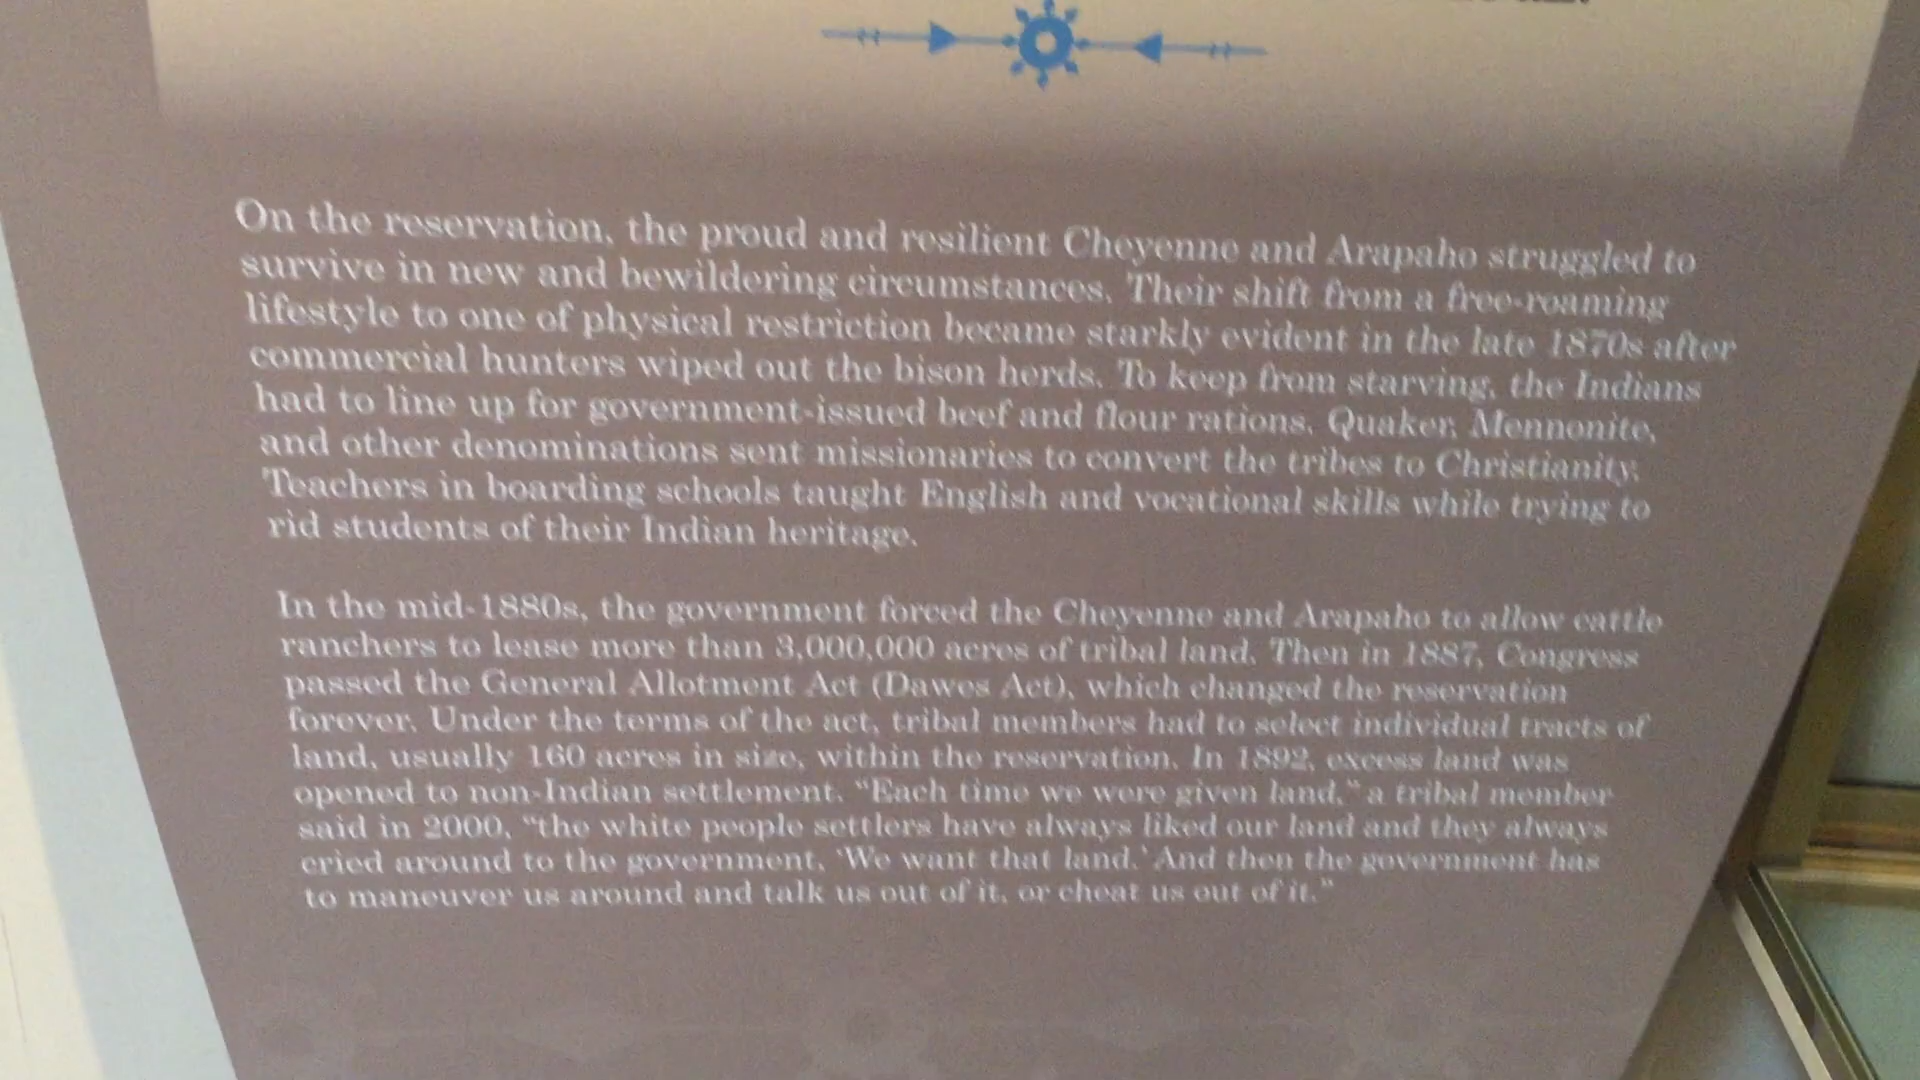 On the reservation, the proud and resilient Cheyenne and Arapaho struggled to
survive in new and bewildering circumstances. Their shift from a free-roaming
lifestyle to one of physical restriction became starkly evident in the late 1870s after
commercial hunters wiped out the bison herds. To keep from starving, the Indians
had to line up for government-issued beef and flour rations. Quaker, Mennonite,
and other denominations sent missionaries to convert the tribes to Christianity.
Teachers in boarding schools taught English and vocational skills while trying to
rid students of their Indian heritage.
In the mid-1880s, the government forced the Cheyenne and Arapaho to allow cattle
ranchers to lease more than 3,000,000 acres of tribal land. Then in 1887, Congress
passed the General Allotment Act (Dawes Act), which changed the reservation
forever. Under the terms of the act, tribal members had to select individual tracts of
land, usually 160 acres in size, within the reservation. In 1892, excess land was
opened to non-Indian settlement. “Each time we were given land,” a tribal member
said in 2000, “the white people settlers have always liked our land and they always
cried around to the government, ‘We want that land.’ And then the government has
to maneuver us around and talk us out of it, or cheat us out of it.”